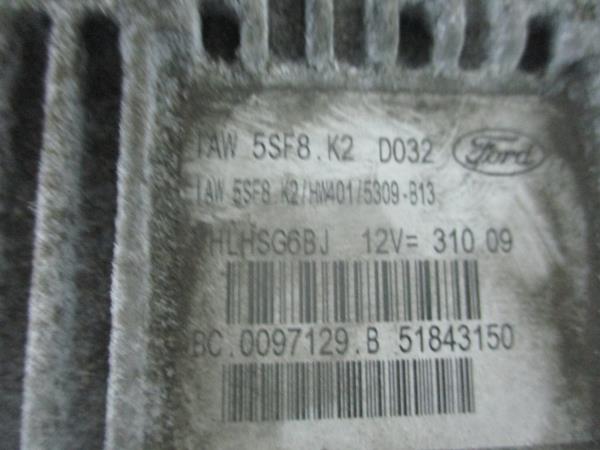 IAW 5SF8.K2 D032 Ford
IAW 5SF8.K2/HW401/5309-B13
HLHSG6BJ 12V= 310.09
BC.0097129.B 51843150